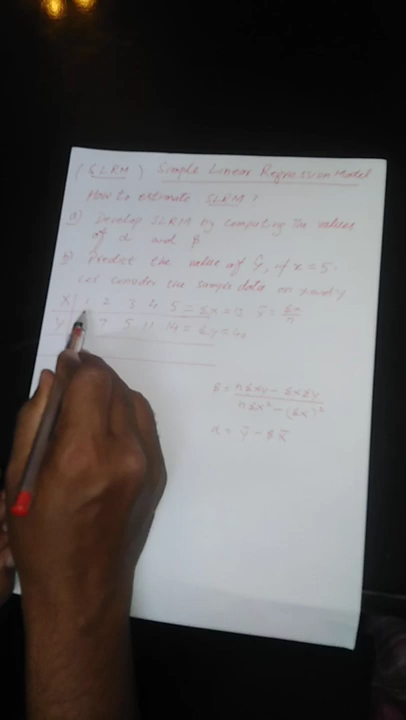 (SLRM) Simple Linear Regression Model
How to estimate SLRM?
a) Develop SLRM by computing the values
of α and β
b) Predict the value of ŷ, if x = 5.
Let consider the sample data on x and y
X | 2 3 4 5 = Σx = x̄ = Σx/n
Y 7 5 11 14 = Σy = 40
β = nΣxy - ΣxΣy / nΣx² - (Σx)²
α = ȳ - βx̄